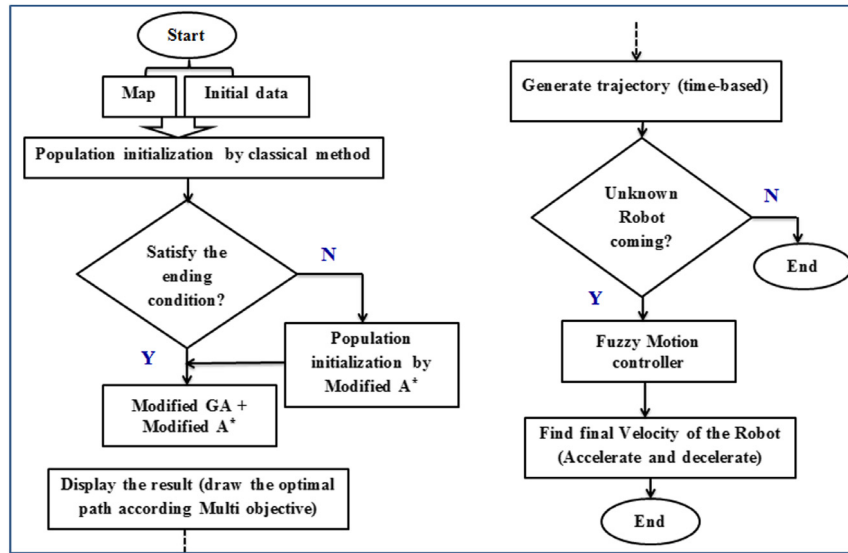 Start
Map
Initial data
Population initialization by classical method
Satisfy the
ending
condition?
N
Y
Population
initialization by
Modified A*
Modified GA +
Modified A*
Display the result (draw the optimal
path according Multi objective)
Generate trajectory (time-based)
Unknown
Robot
coming?
N
End
Y
Fuzzy Motion
controller
Find final Velocity of the Robot
(Accelerate and decelerate)
End